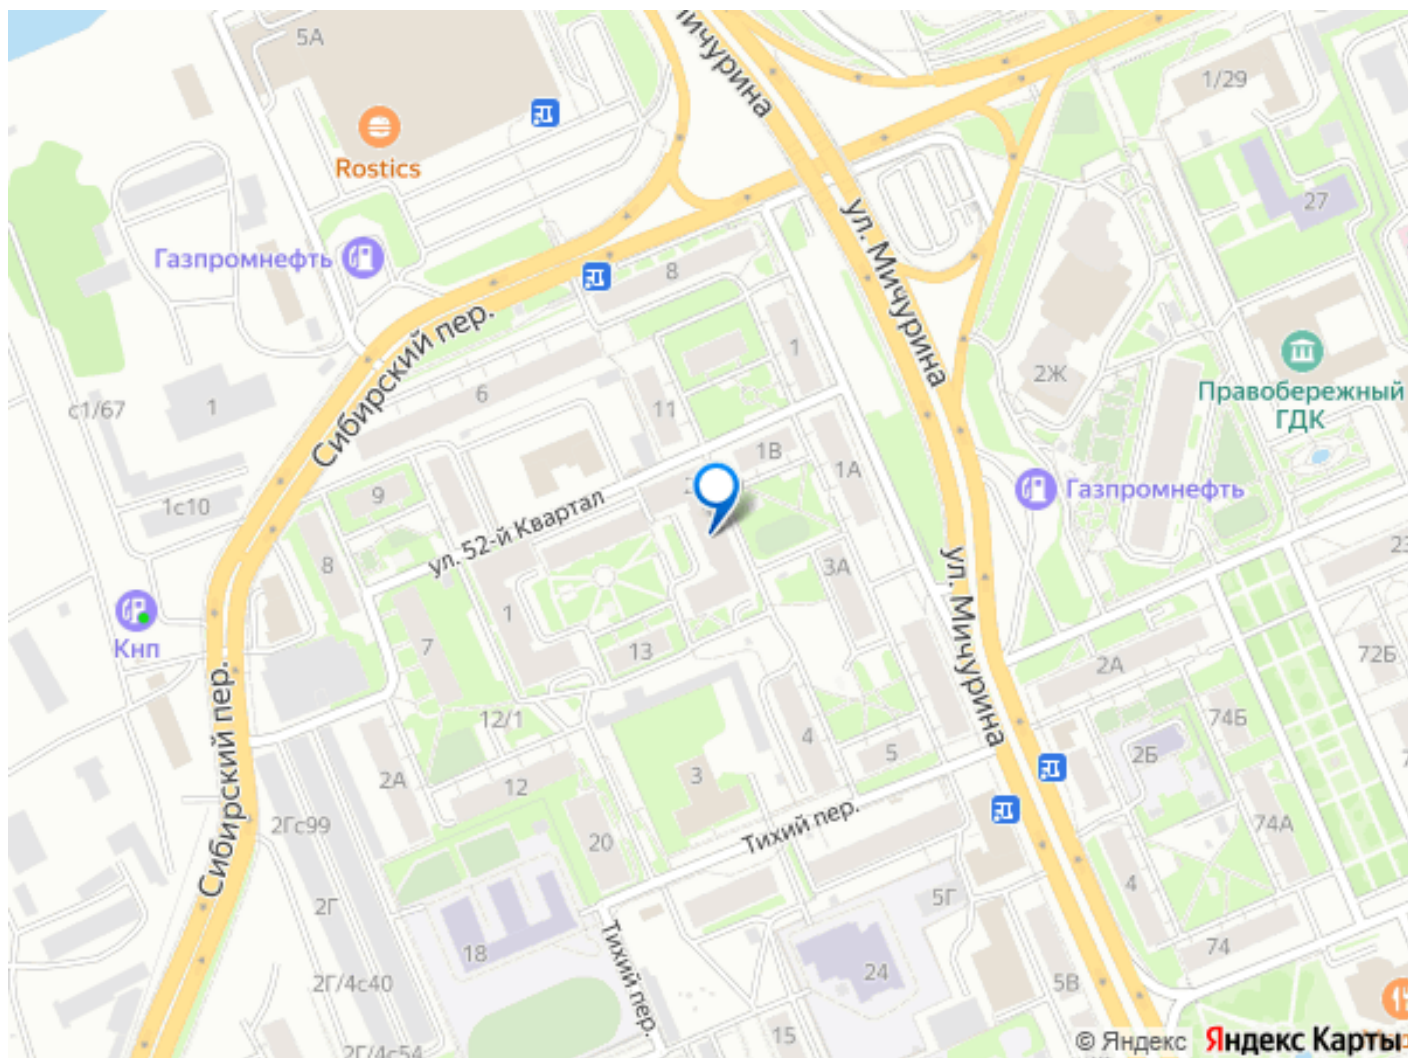 5А
ул. Мичурина
1/29
Rostics
27
Газпромнефть
8
ул. Мичурина
Сибирский пер.
1
2Ж
Правобережный
ГДК
с1/67
1
6
11
1В
1А
Газпромнефть
9
1с10
ул. 52-й Квартал
8
3А
ул. Мичурина
Кнп
1
7
13
2А
72Б
Сибирский пер.
12/1
74Б
4
5
2Б
2А
12
3
2Гс99
Тихий пер.
74А
20
4
2Г
5Г
18
Тихий пер.
24
74
2Г/4с40
5В
15
2Г/4с54
© Яндекс Яндекс Карты